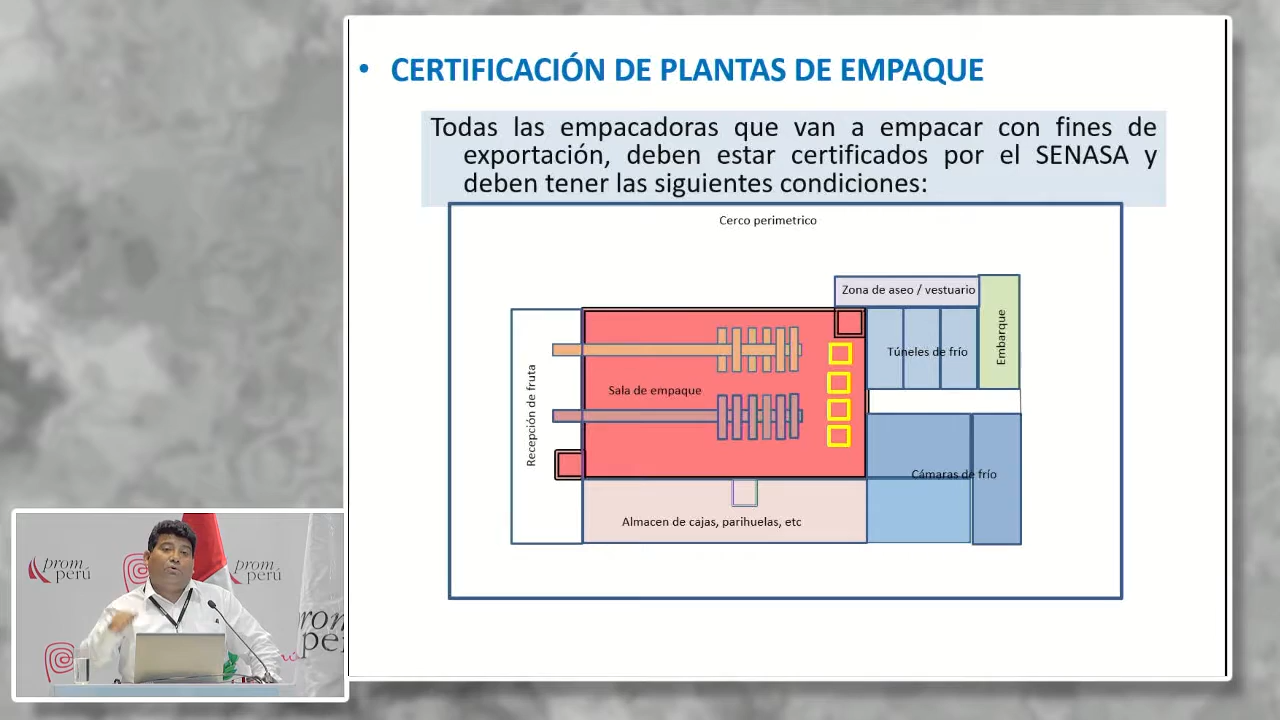 • CERTIFICACIÓN DE PLANTAS DE EMPAQUE
Todas las empacadoras que van a empacar con fines de
exportación, deben estar certificados por el SENASA y
deben tener las siguientes condiciones:
Cerco perimetrico
Zona de aseo / vestuario
Embarque
Túneles de frío
Sala de empaque
Recepción de fruta
Cámaras de frío
Almacen de cajas, parihuelas, etc
prom
perú
prom
perú
rom
pe